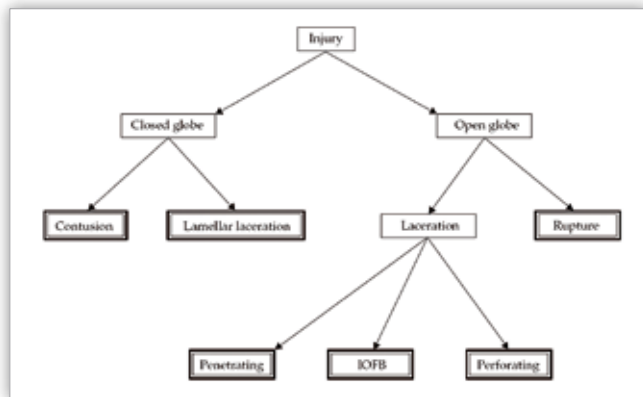 Injury
Closed globe
Open globe
Contusion
Lamellar laceration
Laceration
Rupture
Penetrating
IOFB
Perforating